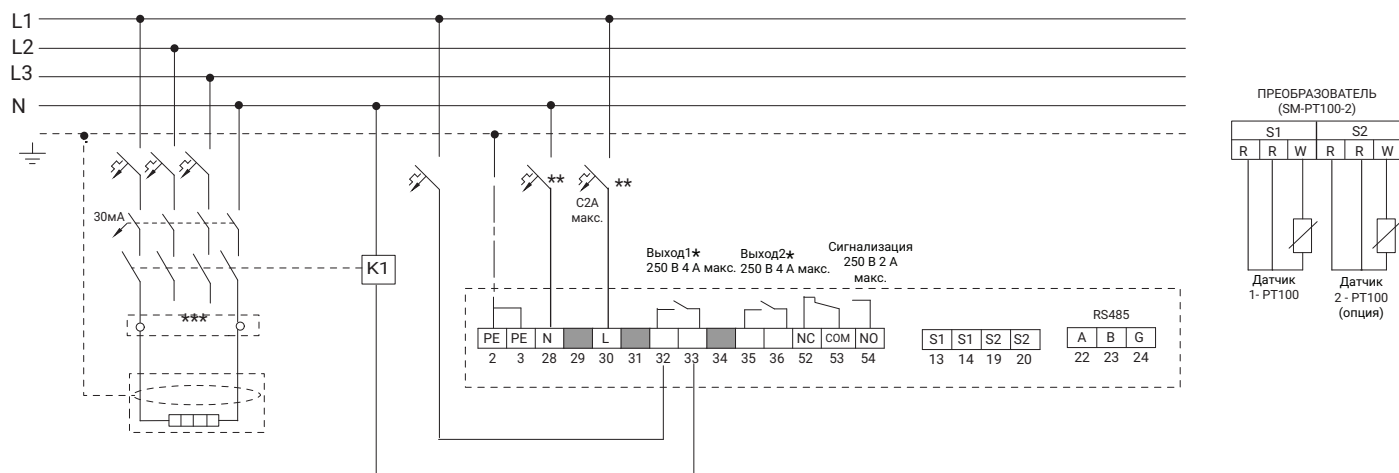 L1
L2
L3
N
ПРЕОБРАЗОВАТЕЛЬ
(SM-PT100-2)
S1 S2
R R W R R W
Датчик
1- PT100
Датчик
2 - PT100
(опция)
30мА
**
**
С2А
макс.
K1
***
Выход1*
250 В 4 А макс.
Выход2*
250 В 4 А макс.
Сигнализация
250 В 2 А
макс.
RS485
PE PE N L NC COM NO
2 3 28 29 30 31 32 33 34 35 36 52 53 54
S1 S1 S2 S2
13 14 19 20
A B G
22 23 24